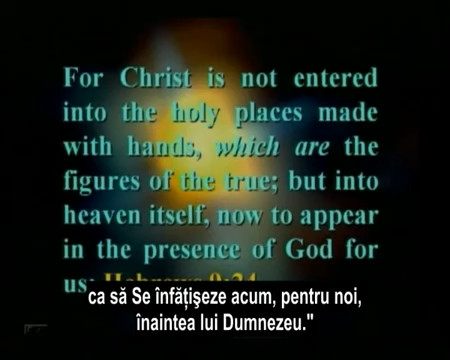 For Christ is not entered
into the holy places made
with hands, which are the
figures of the true; but into
heaven itself, now to appear
in the presence of God for
us: Hebrews 9:24
ca să Se înfăţişeze acum, pentru noi,
înaintea lui Dumnezeu."